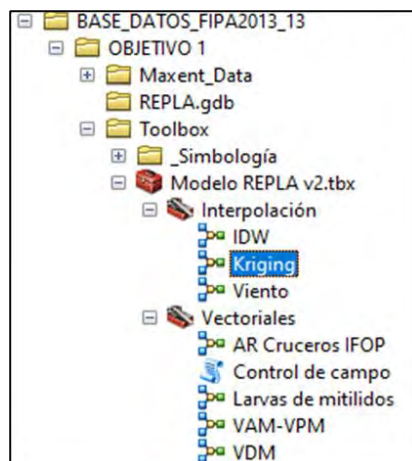 BASE_DATOS_FIPA2013_13
OBJETIVO 1
Maxent_Data
REPLA.gdb
Toolbox
_Simbología
Modelo REPLA v2.tbx
Interpolación
IDW
Kriging
Viento
Vectoriales
AR Cruceros IFOP
Control de campo
Larvas de mitilidos
VAM-VPM
VDM